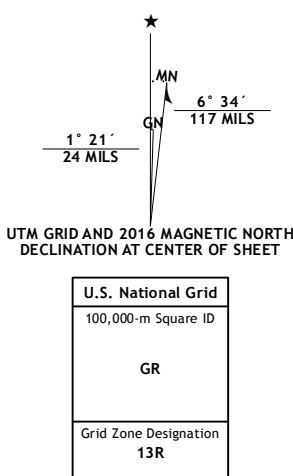 ★
MN
GN
6° 34´
117 MILS
1° 21´
24 MILS
UTM GRID AND 2016 MAGNETIC NORTH
DECLINATION AT CENTER OF SHEET
U.S. National Grid
100,000-m Square ID
GR
Grid Zone Designation
13R